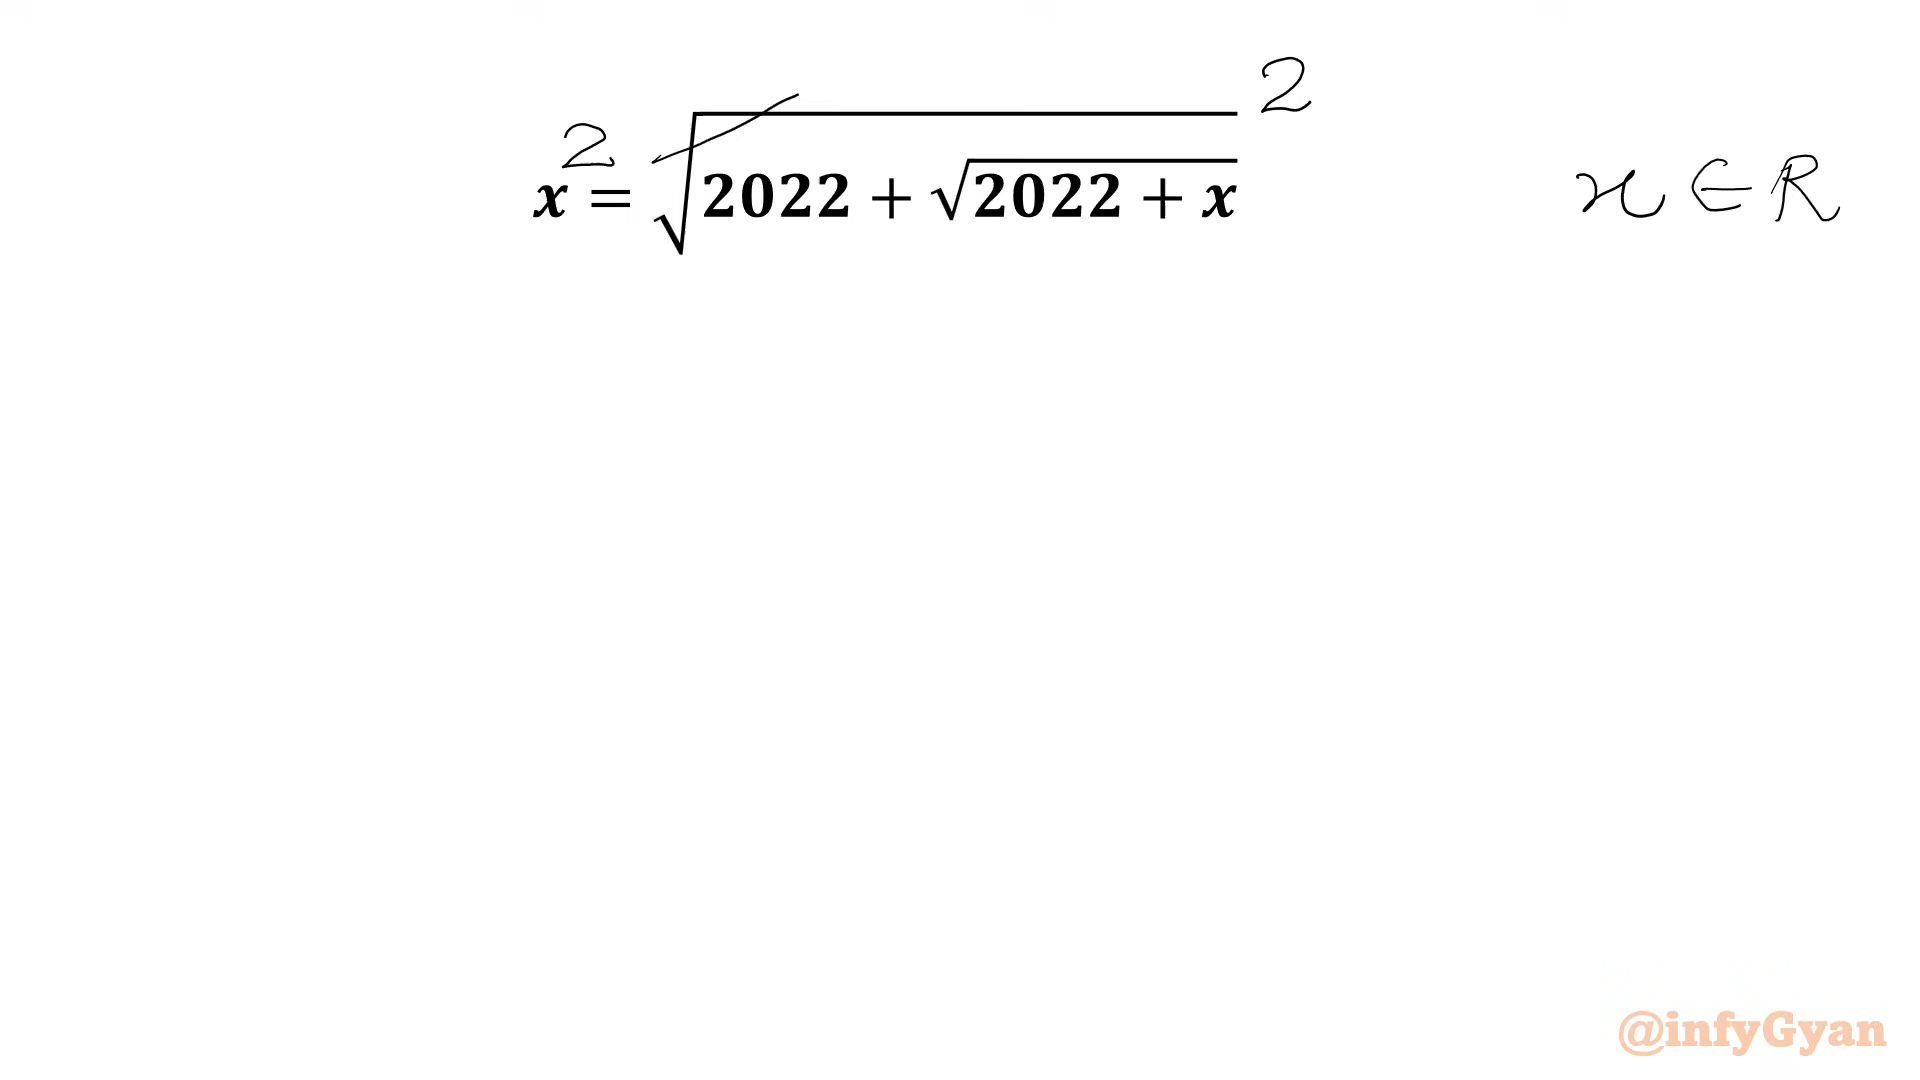 x² = √(2022 + √(2022 + x))² x ∈ R
@infyGyan